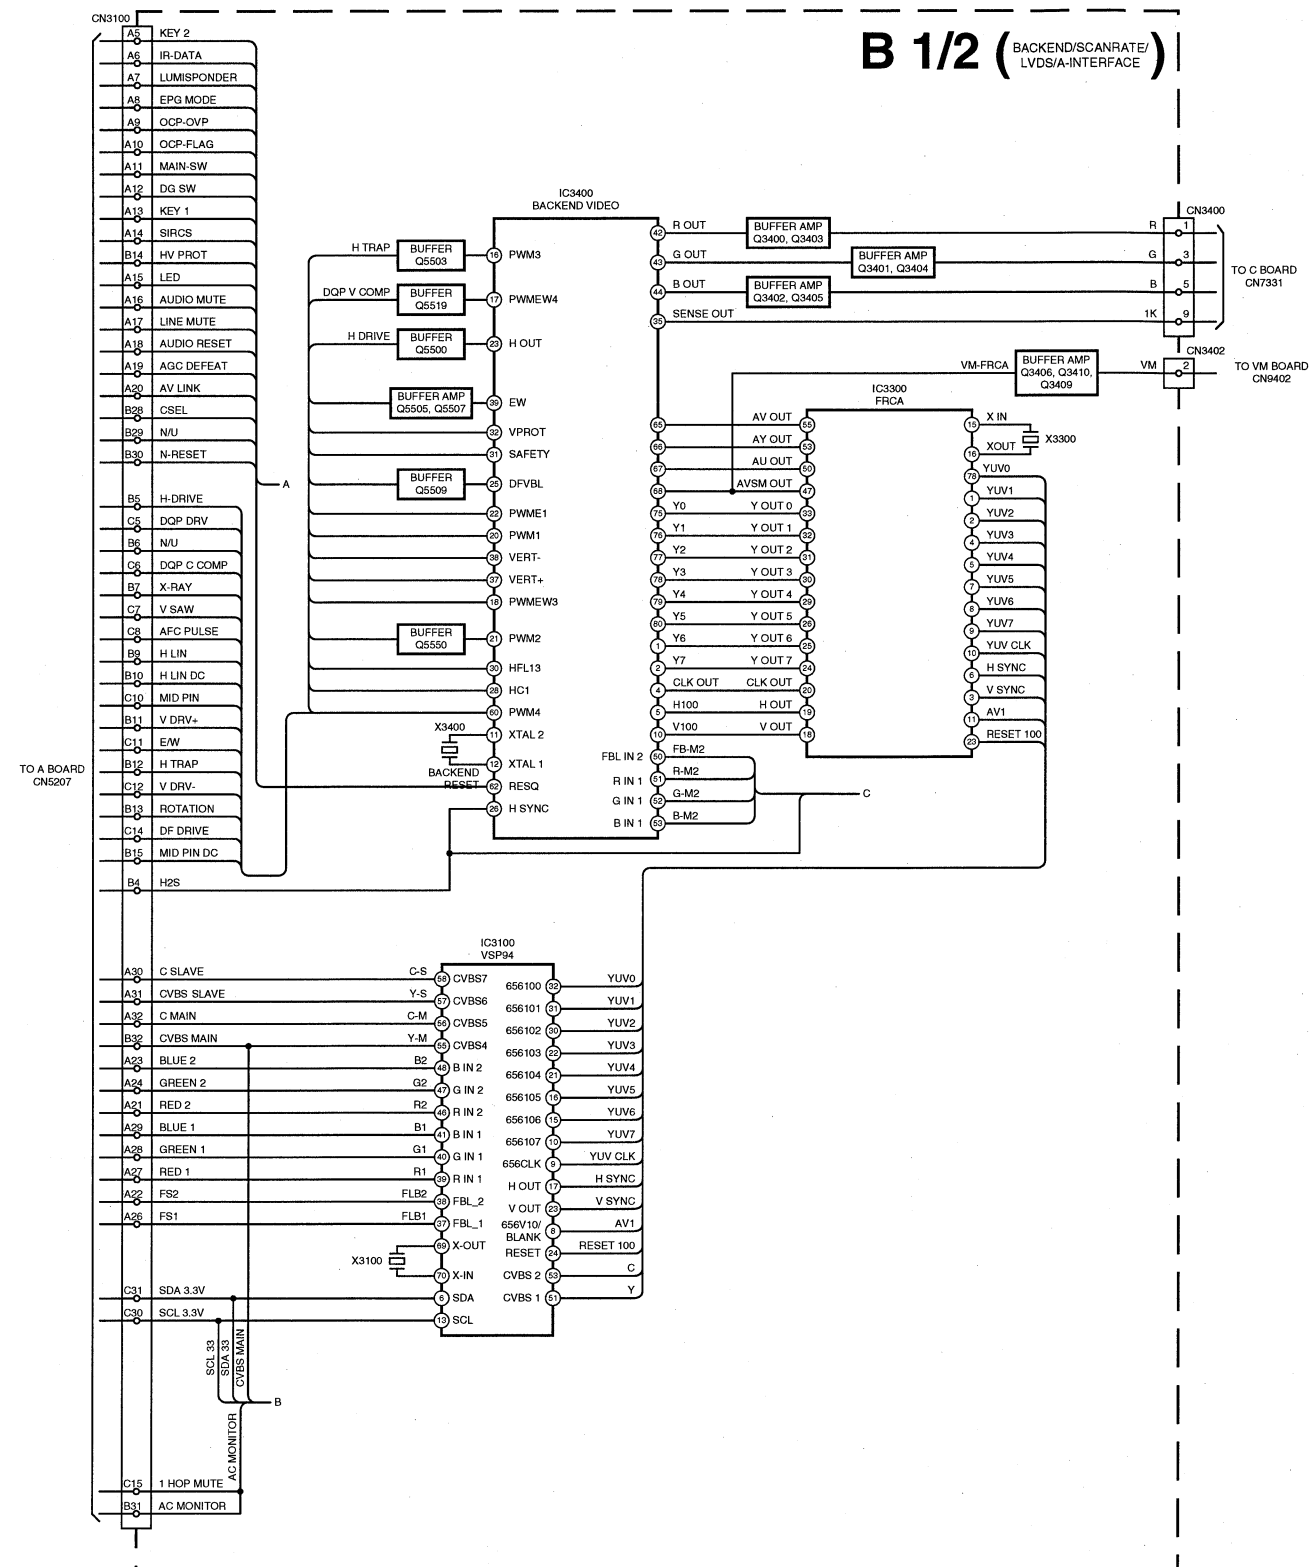 B 1/2 ( BACKEND/SCANRATE/
LVDS/A-INTERFACE )
CN3100
A5 KEY 2
A6 IR-DATA
A7 LUMISPONDER
A8 EPG MODE
A9 OCP-OVP
A10 OCP-FLAG
A11 MAIN-SW
A12 DG SW
A13 KEY 1
A14 SIRCS
B14 HV PROT
A15 LED
A16 AUDIO MUTE
A17 LINE MUTE
A18 AUDIO RESET
A19 AGC DEFEAT
A20 AV LINK
B28 CSEL
B29 N/U
B30 N-RESET
A
B5 H-DRIVE
C5 DQP DRV
B6 N/U
C6 DQP C COMP
B7 X-RAY
C7 V SAW
C8 AFC PULSE
B9 H LIN
B10 H LIN DC
C10 MID PIN
B11 V DRV+
C11 E/W
B12 H TRAP
C12 V DRV-
B13 ROTATION
C14 DF DRIVE
B15 MID PIN DC
B4 H2S
TO A BOARD
CN5207
IC3400
BACKEND VIDEO
H TRAP BUFFER
Q5503 16 PWM3
DQP V COMP BUFFER
Q5519 17 PWMEW4
H DRIVE BUFFER
Q5500 23 H OUT
BUFFER AMP
Q5505, Q5507 39 EW
32 VPROT
31 SAFETY
BUFFER
Q5509 25 DFVBL
22 PWME1
20 PWM1
38 VERT-
37 VERT+
18 PWMEW3
BUFFER
Q5550 21 PWM2
30 HFL13
28 HC1
60 PWM4
X3400 11 XTAL 2
12 XTAL 1
BACKEND
RESET 62 RESQ
26 H SYNC
42 R OUT BUFFER AMP
Q3400, Q3403 R 1
43 G OUT BUFFER AMP
Q3401, Q3404 G 3
44 B OUT BUFFER AMP
Q3402, Q3405 B 5
35 SENSE OUT 1K 9
CN3400
TO C BOARD
CN7331
VM-FRCA BUFFER AMP
Q3406, Q3410,
Q3409 VM 2
CN3402
TO VM BOARD
CN9402
IC3300
FRCA
65 AV OUT 55
66 AY OUT 53
67 AU OUT 50
68 AVSM OUT 47
75 Y0 Y OUT 0 33
76 Y1 Y OUT 1 32
77 Y2 Y OUT 2 31
78 Y3 Y OUT 3 30
79 Y4 Y OUT 4 29
80 Y5 Y OUT 5 26
1 Y6 Y OUT 6 25
2 Y7 Y OUT 7 24
4 CLK OUT CLK OUT 20
5 H100 H OUT 19
10 V100 V OUT 18
FBL IN 2 50 FB-M2
R IN 1 51 R-M2
G IN 1 52 G-M2
B IN 1 53 B-M2
C
15 X IN
X3300
16 XOUT
78 YUV0
1 YUV1
2 YUV2
4 YUV3
5 YUV4
7 YUV5
8 YUV6
9 YUV7
10 YUV CLK
6 H SYNC
3 V SYNC
11 AV1
23 RESET 100
IC3100
VSP94
A30 C SLAVE C-S 58 CVBS7
A31 CVBS SLAVE Y-S 57 CVBS6
A32 C MAIN C-M 56 CVBS5
B32 CVBS MAIN Y-M 55 CVBS4
A23 BLUE 2 B2 48 B IN 2
A24 GREEN 2 G2 47 G IN 2
A21 RED 2 R2 46 R IN 2
A29 BLUE 1 B1 41 B IN 1
A28 GREEN 1 G1 40 G IN 1
A27 RED 1 R1 39 R IN 1
A22 FS2 FLB2 38 FBL_2
A26 FS1 FLB1 37 FBL_1
X3100 69 X-OUT
70 X-IN
C31 SDA 3.3V 6 SDA
C30 SCL 3.3V 13 SCL
656100 32 YUV0
656101 31 YUV1
656102 30 YUV2
656103 22 YUV3
656104 21 YUV4
656105 16 YUV5
656106 15 YUV6
656107 10 YUV7
656CLK 9 YUV CLK
H OUT 17 H SYNC
V OUT 23 V SYNC
656V10/
BLANK 8 AV1
RESET 24 RESET 100
CVBS 2 53 C
CVBS 1 51 Y
SCL 33
SDA 33
CVBS MAIN
B
AC MONITOR
C15 1 HOP MUTE
B31 AC MONITOR